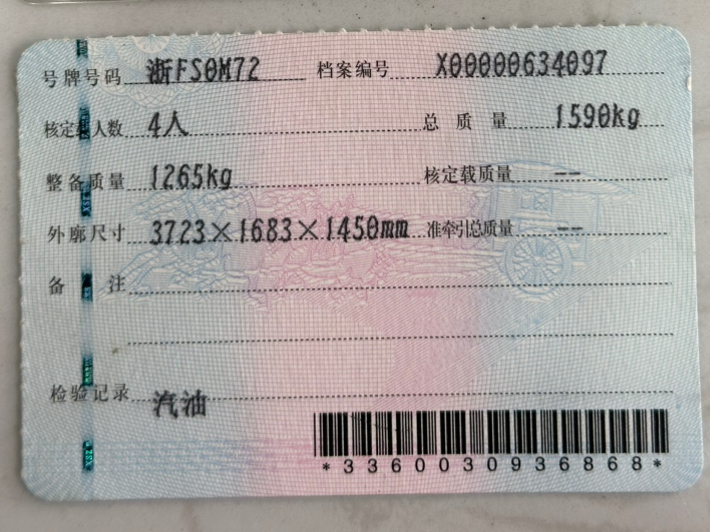 号牌号码 浙FS0M72 档案编号 X00000634097
核定载人数 4人 总质量 1590kg
整备质量 1265kg 核定载质量 --
外廓尺寸 3723×1683×1450mm 准牵引总质量 --
备注
检验记录 汽油
*3360030936868*